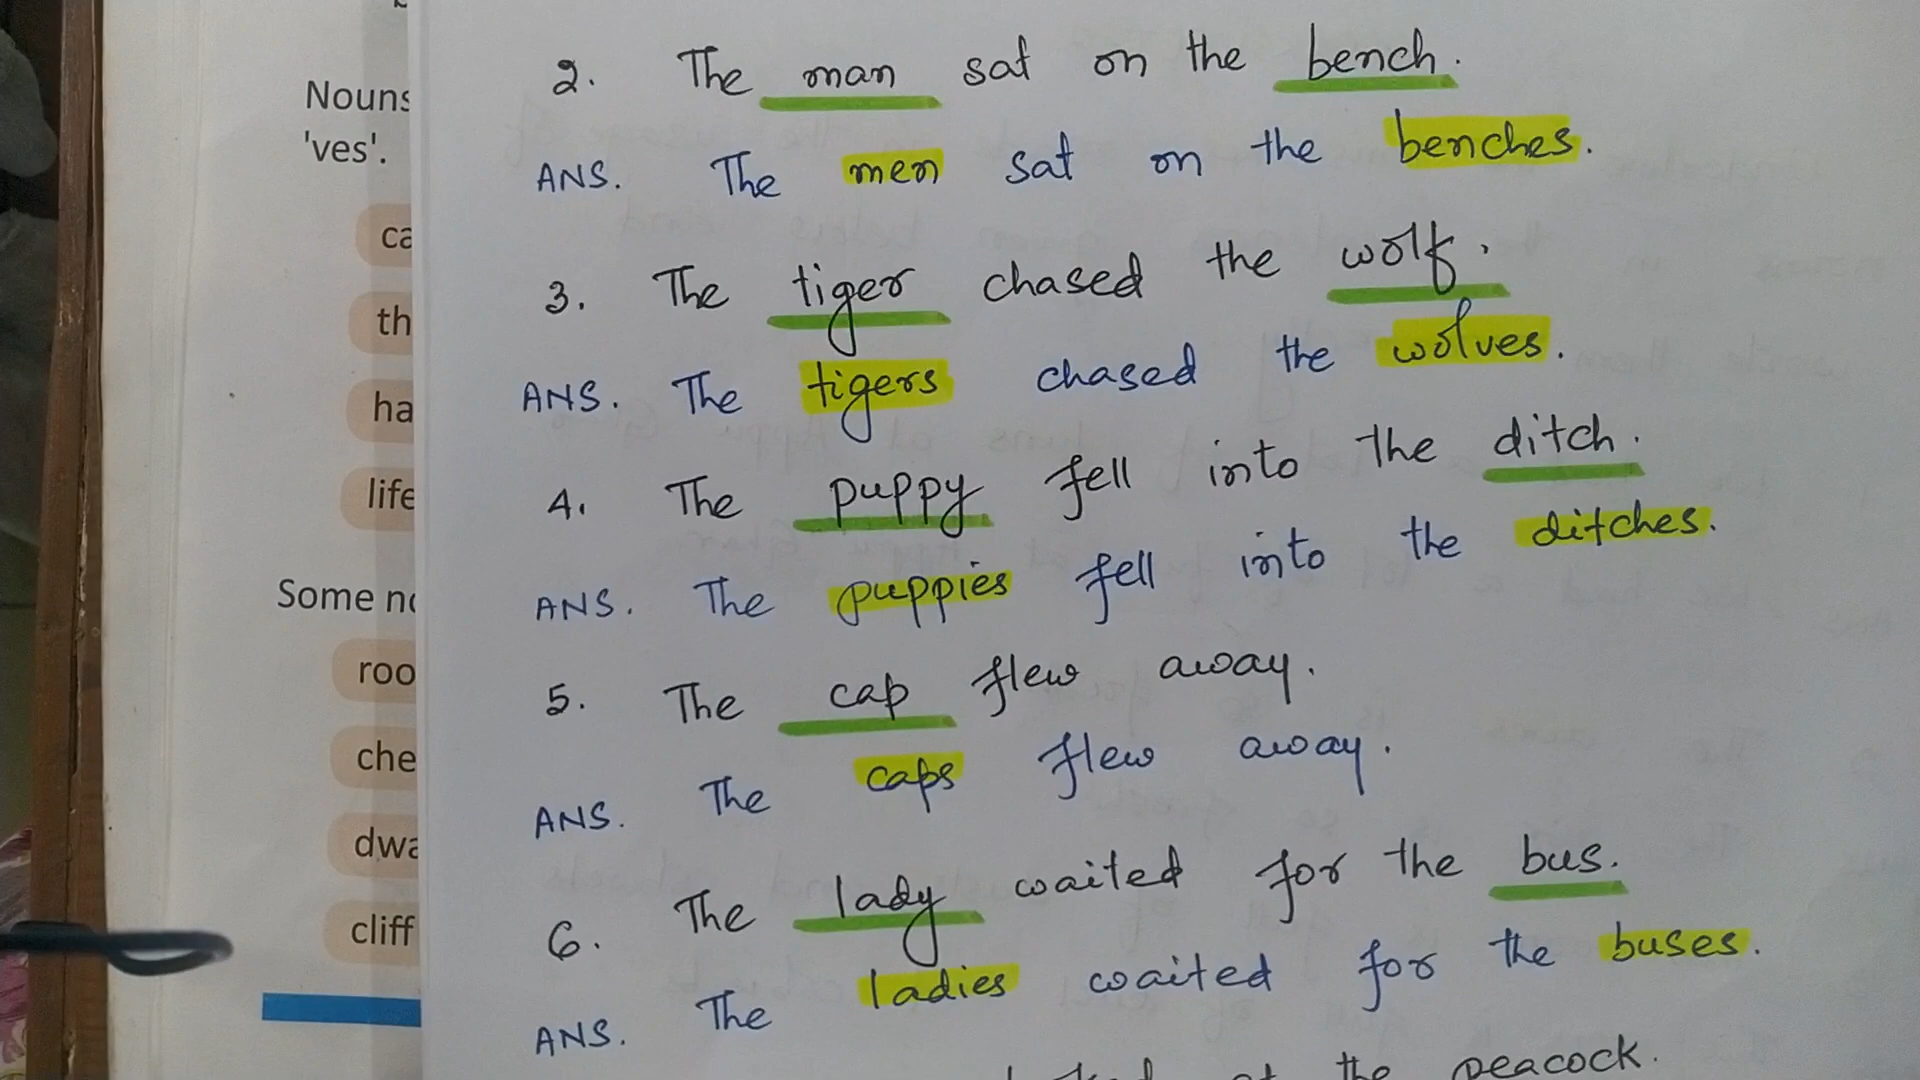 Nouns
'ves'.
ca
th
ha
life
Some no
roo
che
dwa
cliff
2. The man sat on the bench.
ANS. The men sat on the benches.
3. The tiger chased the wolf.
ANS. The tigers chased the wolves.
4. The puppy fell into the ditch.
ANS. The puppies fell into the ditches.
5. The cap flew away.
ANS. The caps flew away.
6. The lady waited for the bus.
ANS. The ladies waited for the buses.
the peacock.